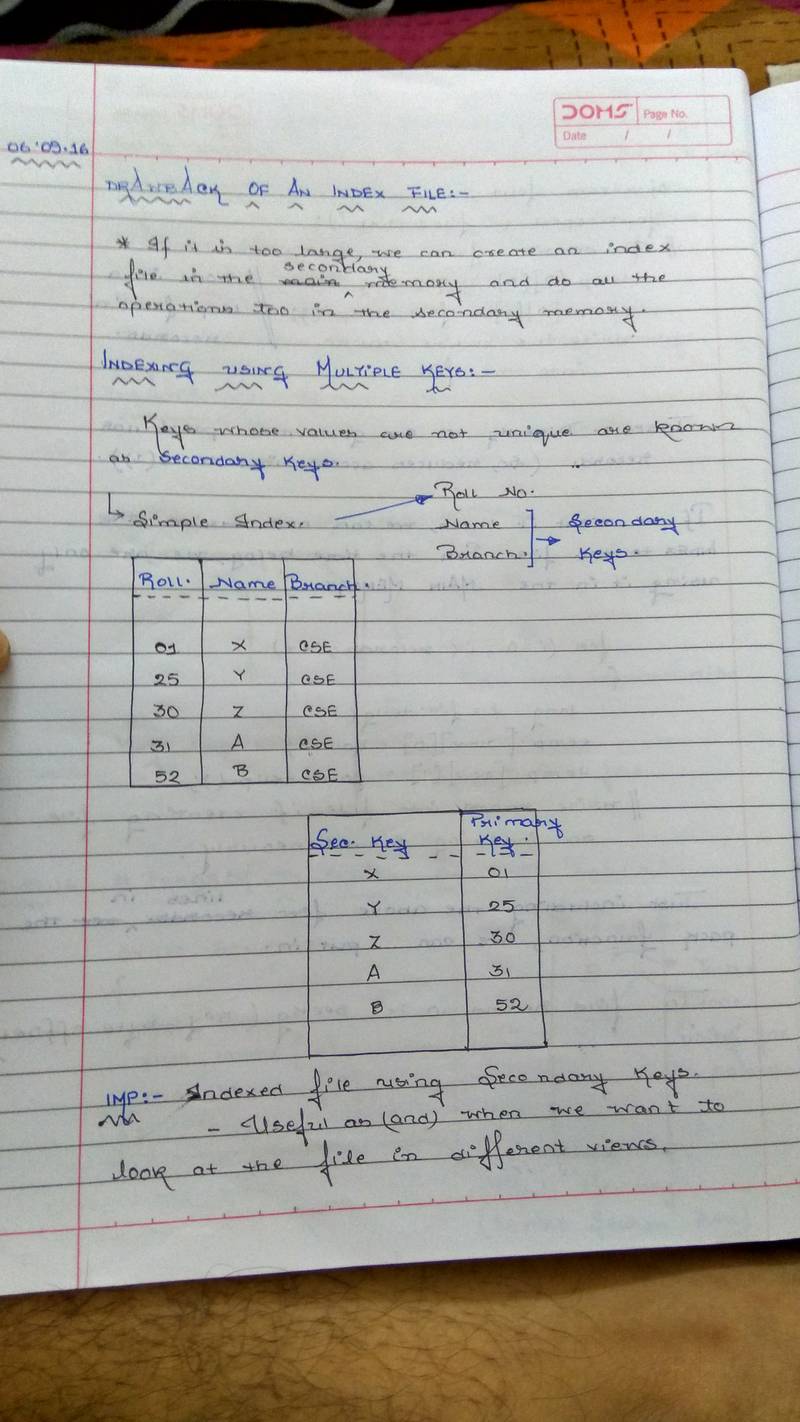 DOMS Page No.
Date / /
06.09.16
DRAWBACK OF AN INDEX FILE:-
* If it is too large, we can create an index
secondary
file in the main memory and do all the
operations too in the secondary memory.
INDEXING USING MULTIPLE KEYS:-
Keys whose values are not unique are known
as Secondary Keys.
Roll No.
Simple Index. Name Secondary
Branch. Keys.
Roll. Name Branch.
01 X CSE
25 Y CSE
30 Z CSE
31 A CSE
52 B CSE
Primary
Sec. Key Key.
X 01
Y 25
Z 30
A 31
B 52
IMP:- Indexed file using Secondary Keys.
- Useful as (and) when we want to
look at the file in different views.